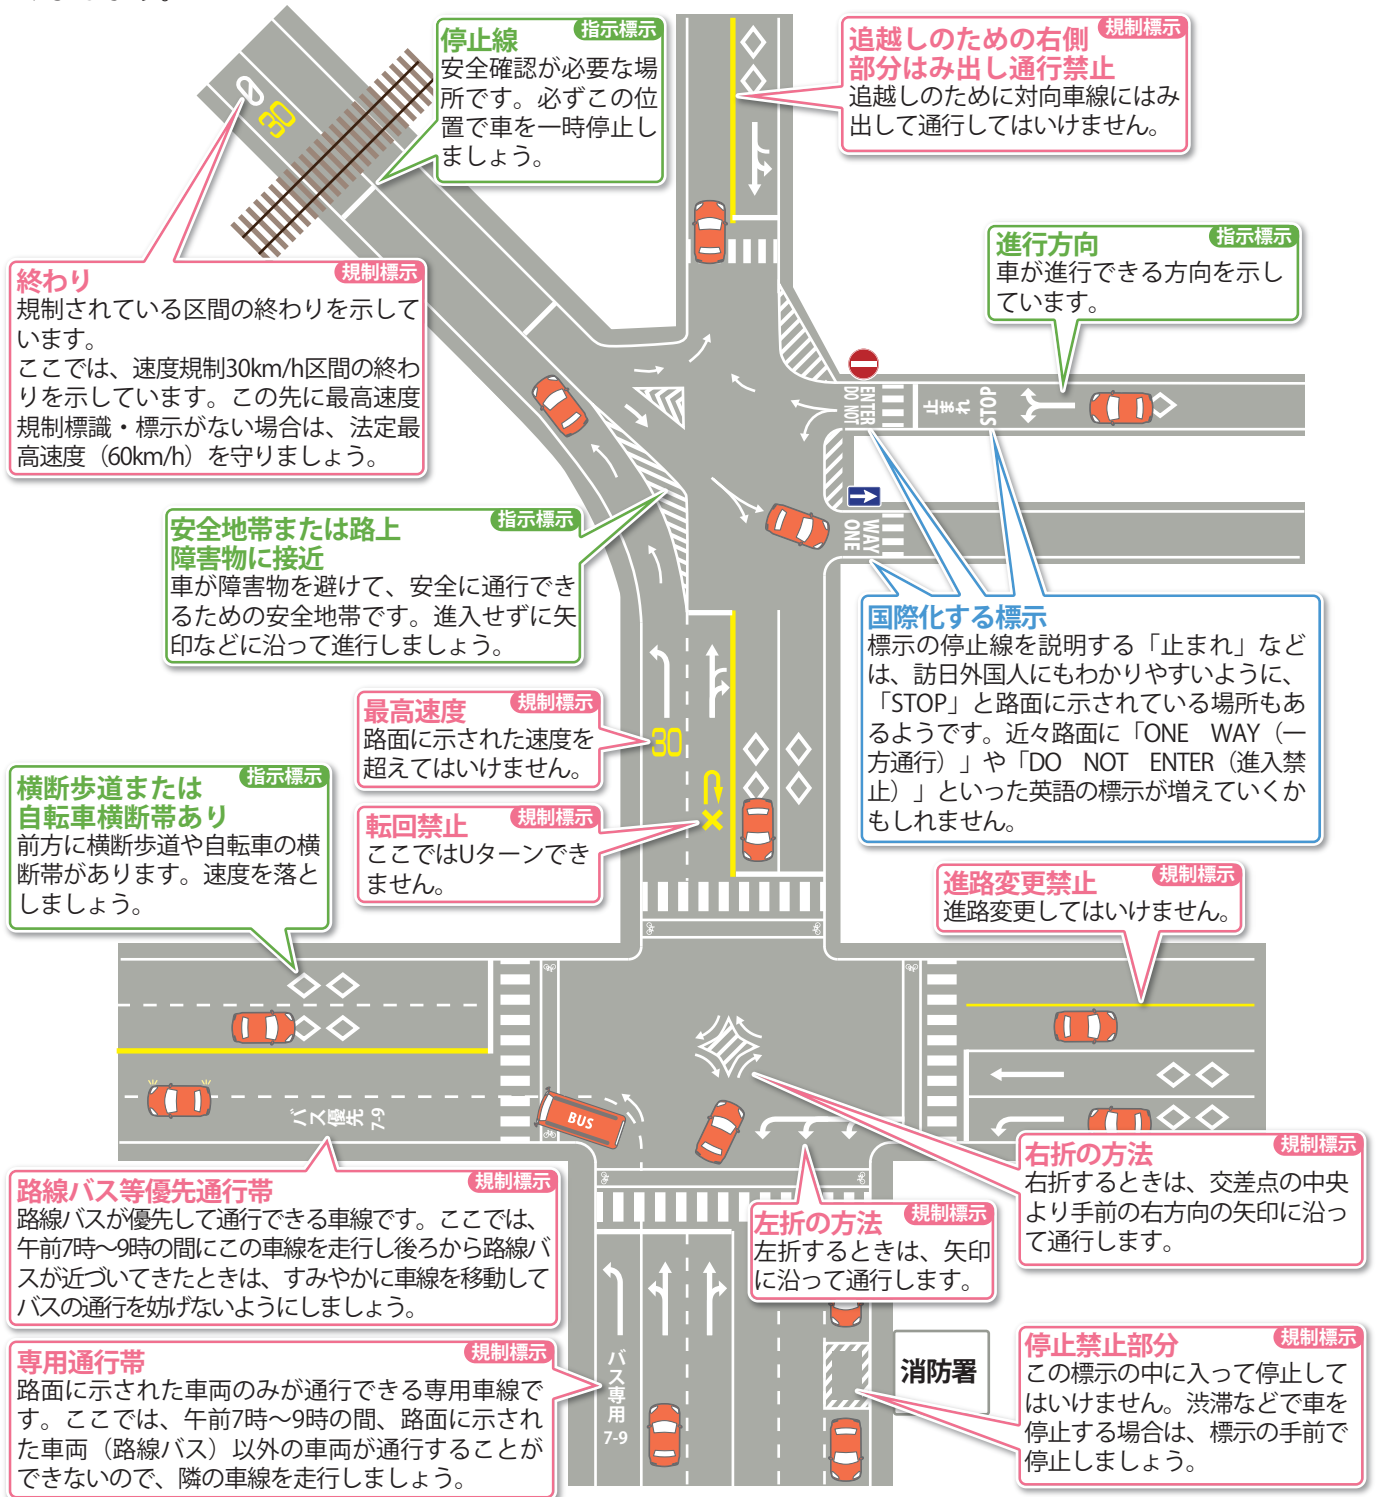 停止線
指示標示
安全確認が必要な場
所です。必ずこの位
置で車を一時停止し
ましょう。
規制標示
追越しのための右側
部分はみ出し通行禁止
追越しのために対向車線にはみ
出して通行してはいけません。
30
進行方向
指示標示
車が進行できる方向を示し
ています。
終わり
規制標示
規制されている区間の終わりを示して
います。
ここでは、速度規制30km/h区間の終わ
りを示しています。この先に最高速度
規制標識・標示がない場合は、法定最
高速度（60km/h）を守りましょう。
DO NOT
ENTER
止まれ
STOP
安全地帯または路上
障害物に接近
指示標示
車が障害物を避けて、安全に通行でき
るための安全地帯です。進入せずに矢
印などに沿って進行しましょう。
ONE
WAY
国際化する標示
標示の停止線を説明する「止まれ」など
は、訪日外国人にもわかりやすいように、
「STOP」と路面に示されている場所もあ
るようです。近々路面に「ONE　WAY（一
方通行）」や「DO　NOT　ENTER（進入禁
止）」といった英語の標示が増えていくか
もしれません。
最高速度
規制標示
路面に示された速度を
超えてはいけません。
30
転回禁止
規制標示
ここではUターンでき
ません。
横断歩道または
自転車横断帯あり
指示標示
前方に横断歩道や自転車の横
断帯があります。速度を落と
しましょう。
進路変更禁止
規制標示
進路変更してはいけません。
バス優先
7-9
BUS
路線バス等優先通行帯
規制標示
路線バスが優先して通行できる車線です。ここでは、
午前7時〜9時の間にこの車線を走行し後ろから路線バ
スが近づいてきたときは、すみやかに車線を移動して
バスの通行を妨げないようにしましょう。
左折の方法
規制標示
左折するときは、矢印
に沿って通行します。
右折の方法
規制標示
右折するときは、交差点の中央
より手前の右方向の矢印に沿っ
て通行します。
専用通行帯
規制標示
路面に示された車両のみが通行できる専用車線で
す。ここでは、午前7時〜9時の間、路面に示され
た車両（路線バス）以外の車両が通行することが
できないので、隣の車線を走行しましょう。
バス専用
7-9
消防署
停止禁止部分
規制標示
この標示の中に入って停止して
はいけません。渋滞などで車を
停止する場合は、標示の手前で
停止しましょう。